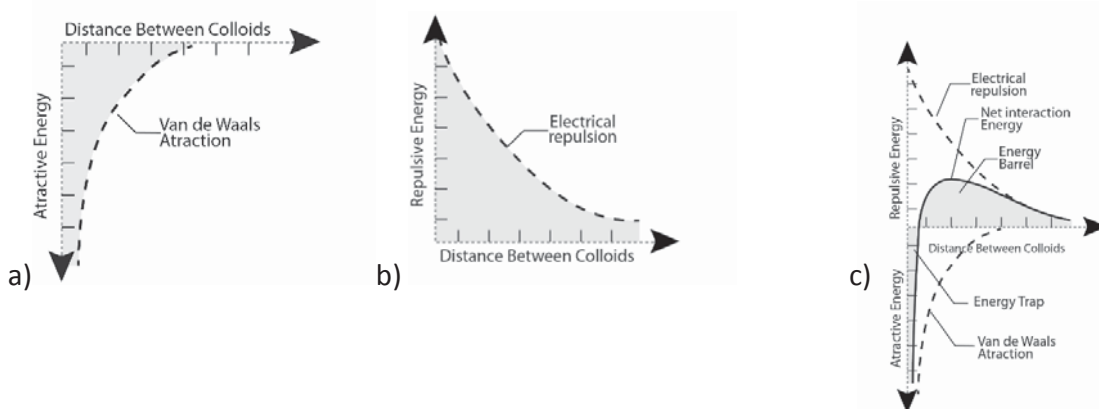 Distance Between Colloids
Atractive Energy
Van de Waals
Atraction
a)
Repulsive Energy
Electrical
repulsion
Distance Between Colloids
b)
Electrical
repulsion
Net interaction
Energy
Energy
Barrel
Repulsive Energy
Distance Between Colloids
Atractive Energy
Energy Trap
Van de Waals
Atraction
c)